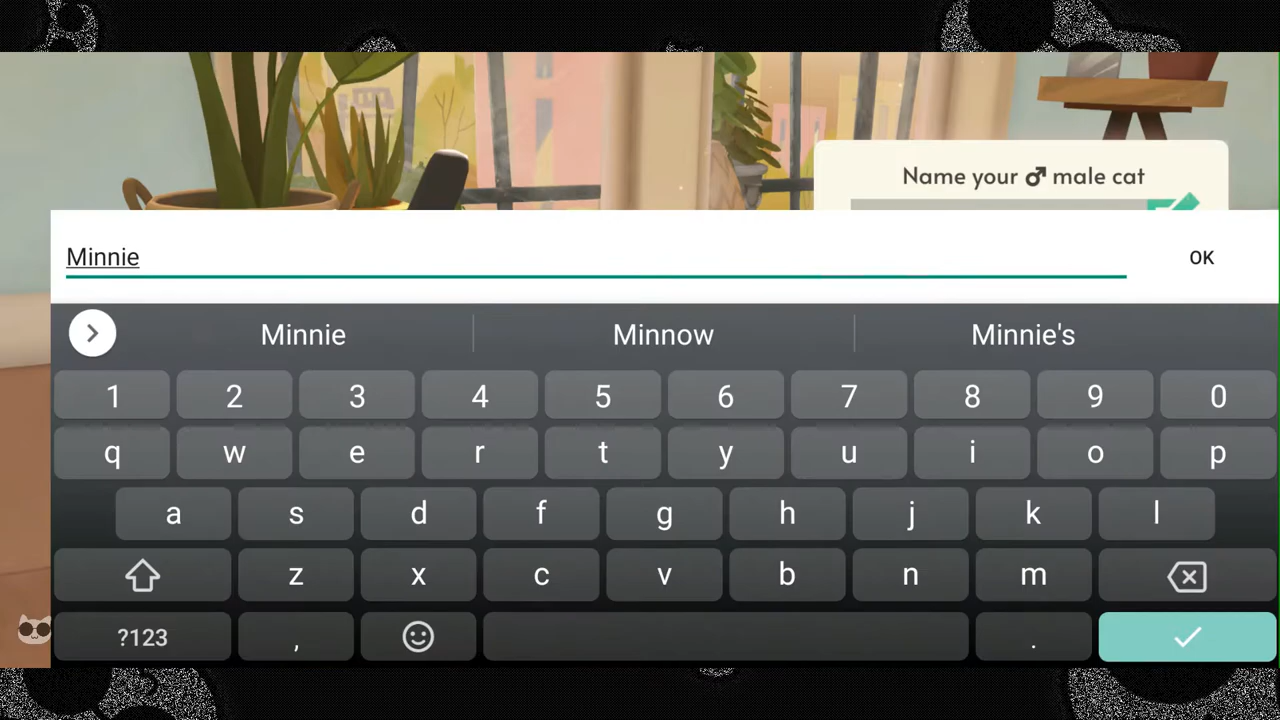 Name your ♂ male cat
Minnie
OK
Minnie Minnow Minnie's
1 2 3 4 5 6 7 8 9 0
q w e r t y u i o p
a s d f g h j k l
z x c v b n m
?123 , .